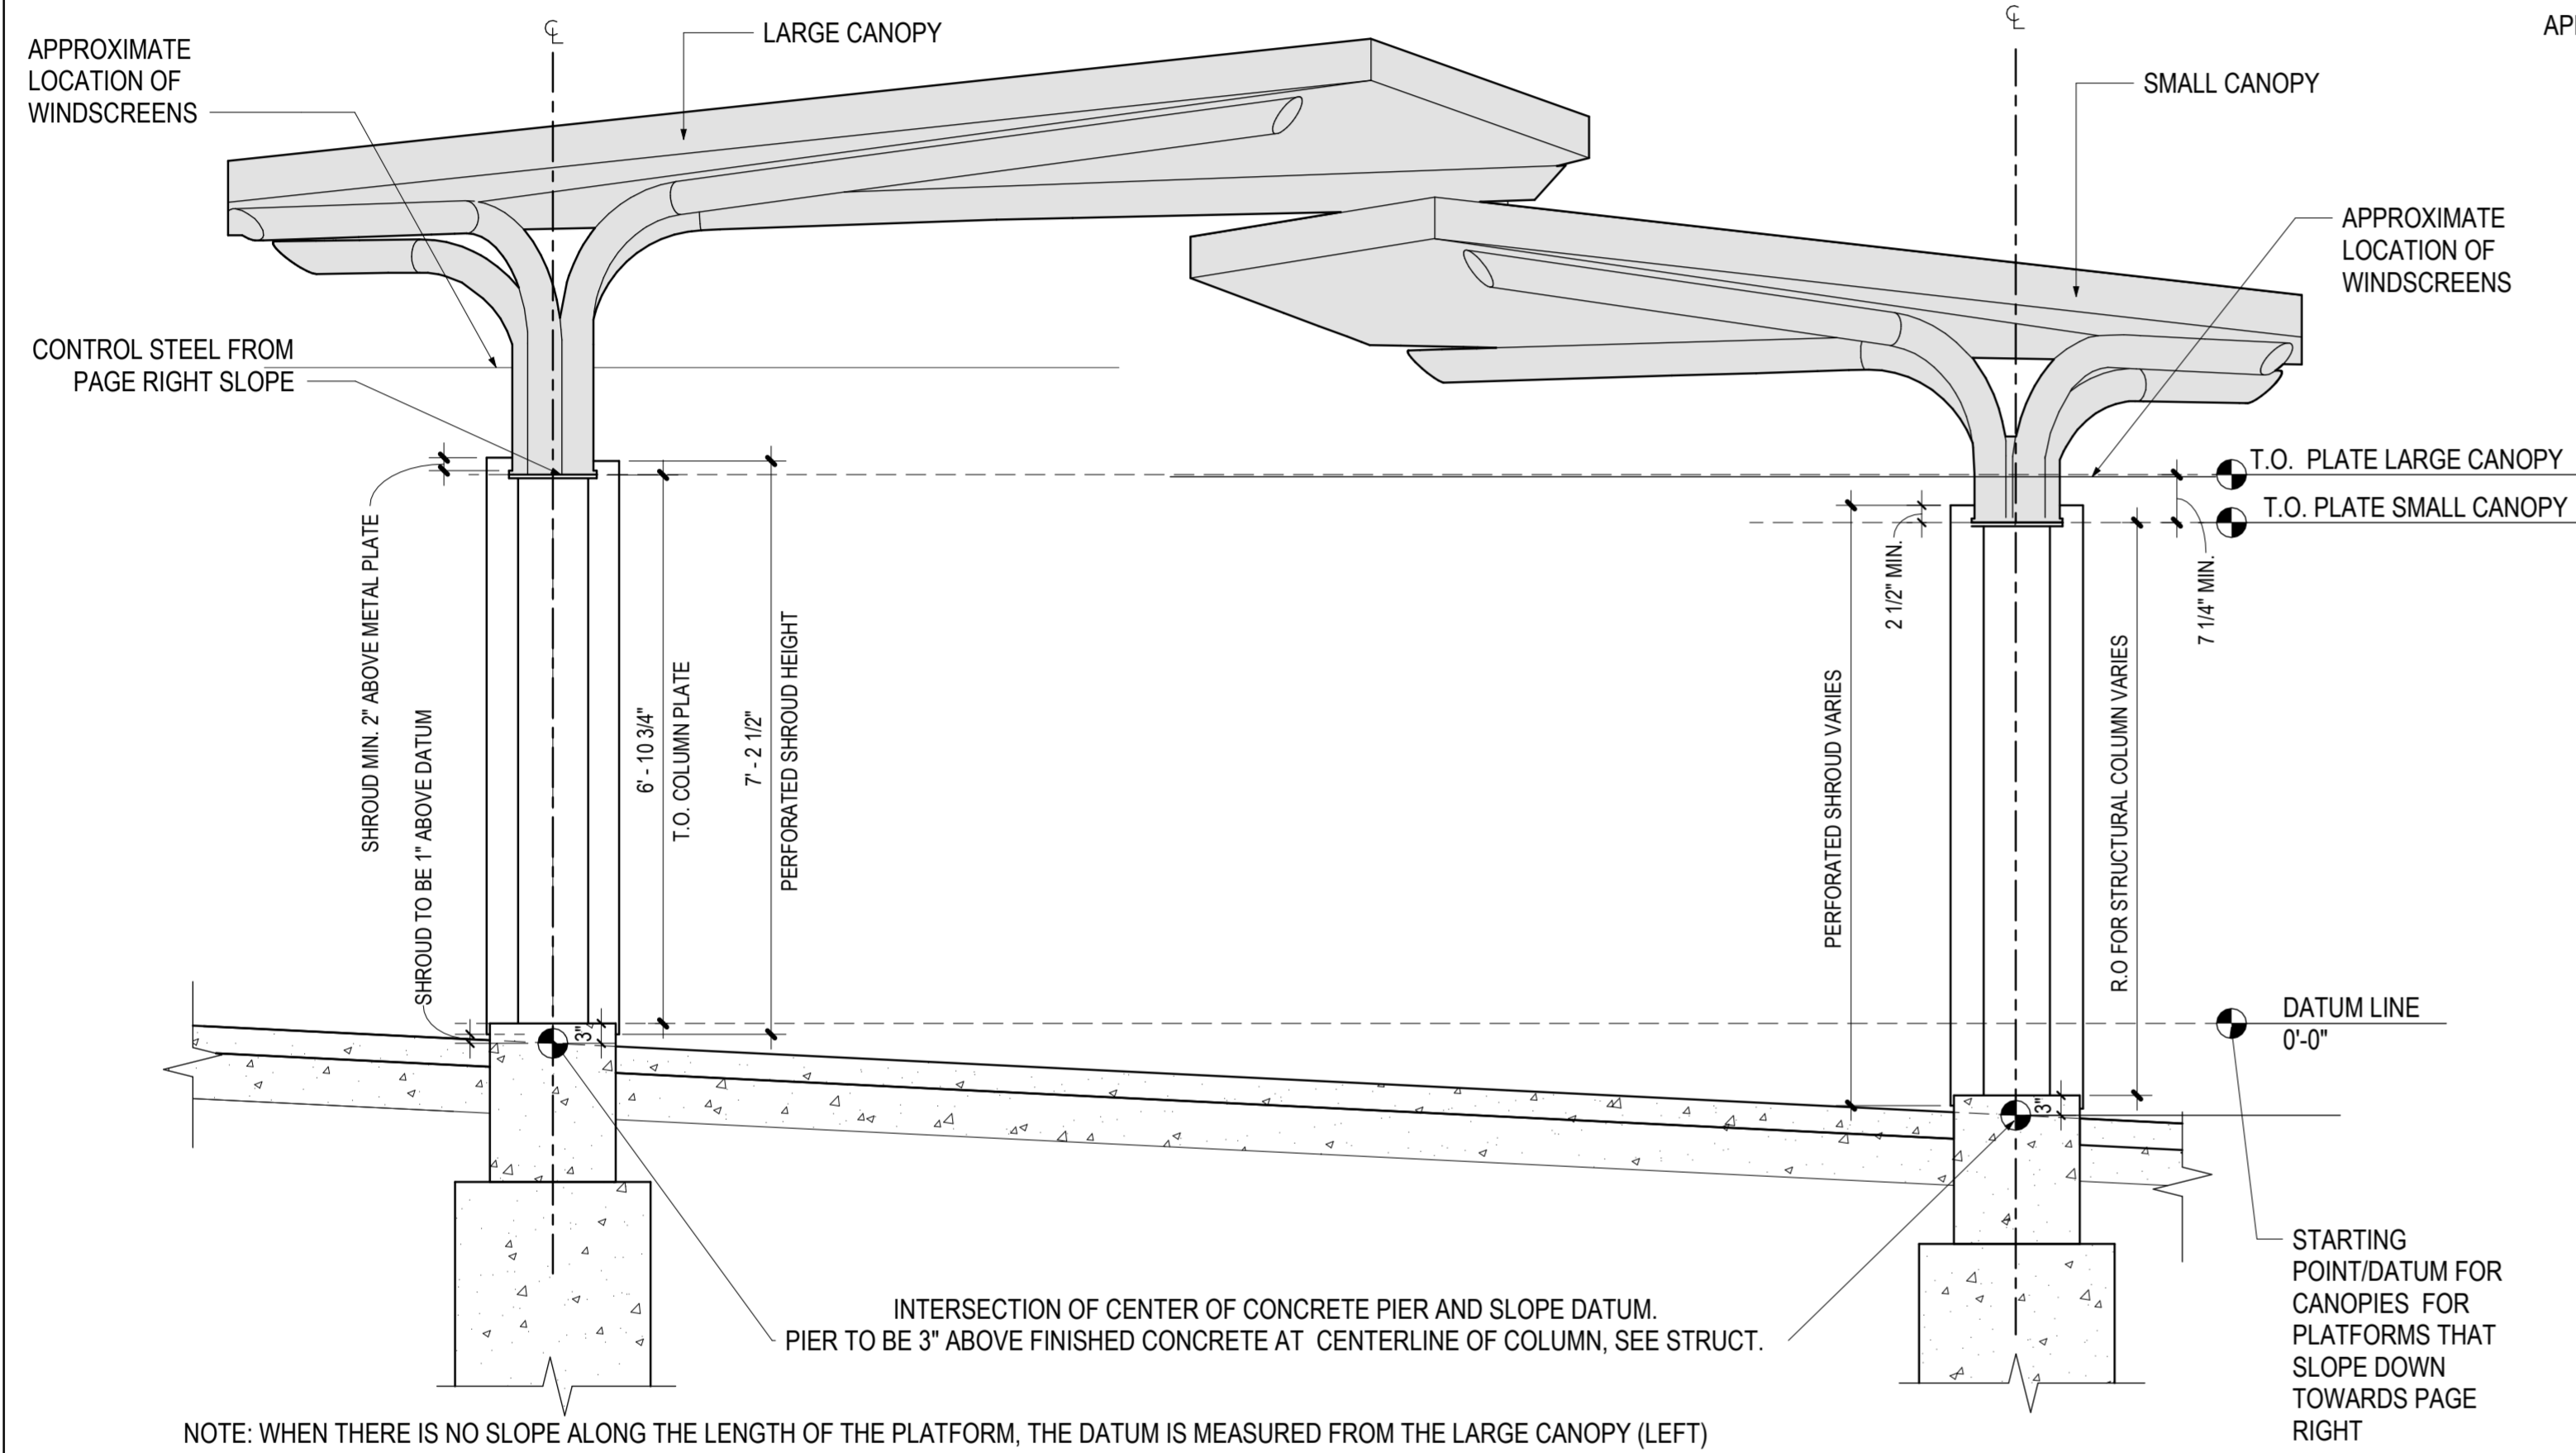 APPROXIMATE
LOCATION OF
WINDSCREENS
℄
LARGE CANOPY
℄
SMALL CANOPY
APPROXIMATE
LOCATION OF
WINDSCREENS
CONTROL STEEL FROM
PAGE RIGHT SLOPE
T.O. PLATE LARGE CANOPY
T.O. PLATE SMALL CANOPY
SHROUD MIN. 2" ABOVE METAL PLATE
SHROUD TO BE 1" ABOVE DATUM
6' - 10 3/4"
T.O. COLUMN PLATE
7' - 2 1/2"
PERFORATED SHROUD HEIGHT
PERFORATED SHROUD VARIES
2 1/2" MIN.
R.O FOR STRUCTURAL COLUMN VARIES
7 1/4" MIN.
3"
3"
DATUM LINE
0'-0"
STARTING
POINT/DATUM FOR
CANOPIES FOR
PLATFORMS THAT
SLOPE DOWN
TOWARDS PAGE
RIGHT
INTERSECTION OF CENTER OF CONCRETE PIER AND SLOPE DATUM.
PIER TO BE 3" ABOVE FINISHED CONCRETE AT CENTERLINE OF COLUMN, SEE STRUCT.
NOTE: WHEN THERE IS NO SLOPE ALONG THE LENGTH OF THE PLATFORM, THE DATUM IS MEASURED FROM THE LARGE CANOPY (LEFT)